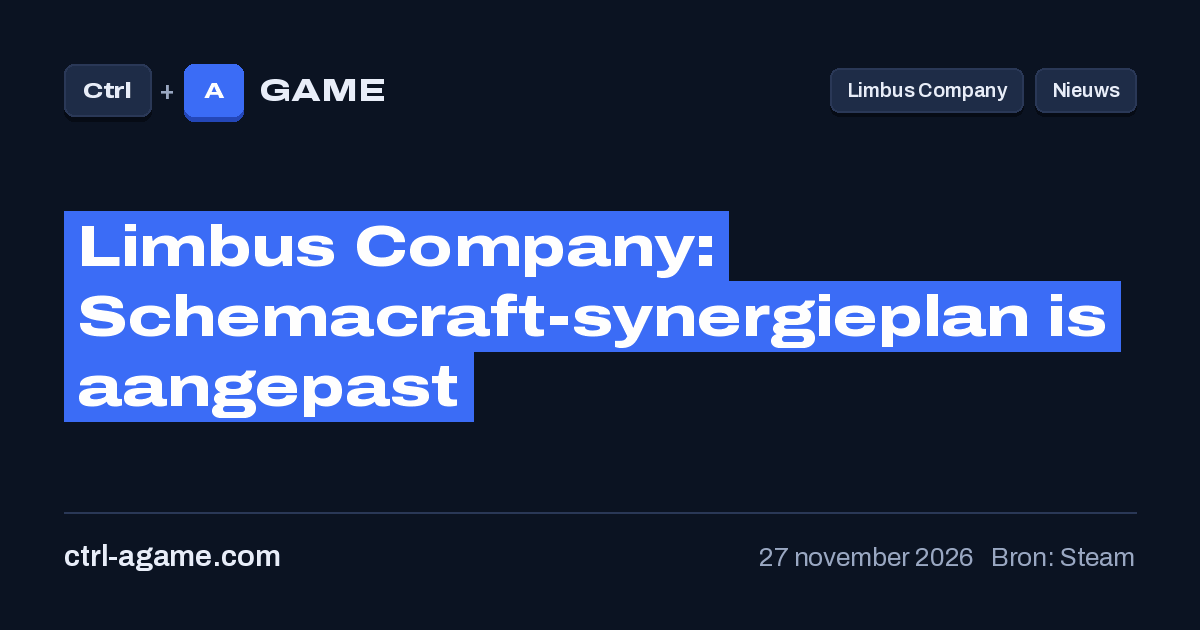 Ctrl + A GAME
Limbus Company Nieuws
Limbus Company:
Schemacraft-synergieplan is
aangepast
ctrl-agame.com
27 november 2026 Bron: Steam